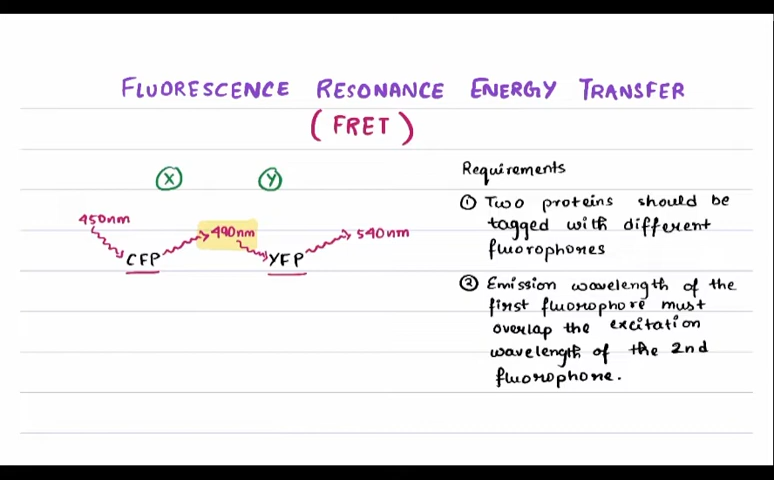 FLUORESCENCE RESONANCE ENERGY TRANSFER
(FRET)
X Y
450nm
490nm
540nm
CFP
YFP
Requirements
① Two proteins should be
tagged with different
fluorophores
② Emission wavelength of the
first fluorophore must
overlap the excitation
wavelength of the 2nd
fluorophore.